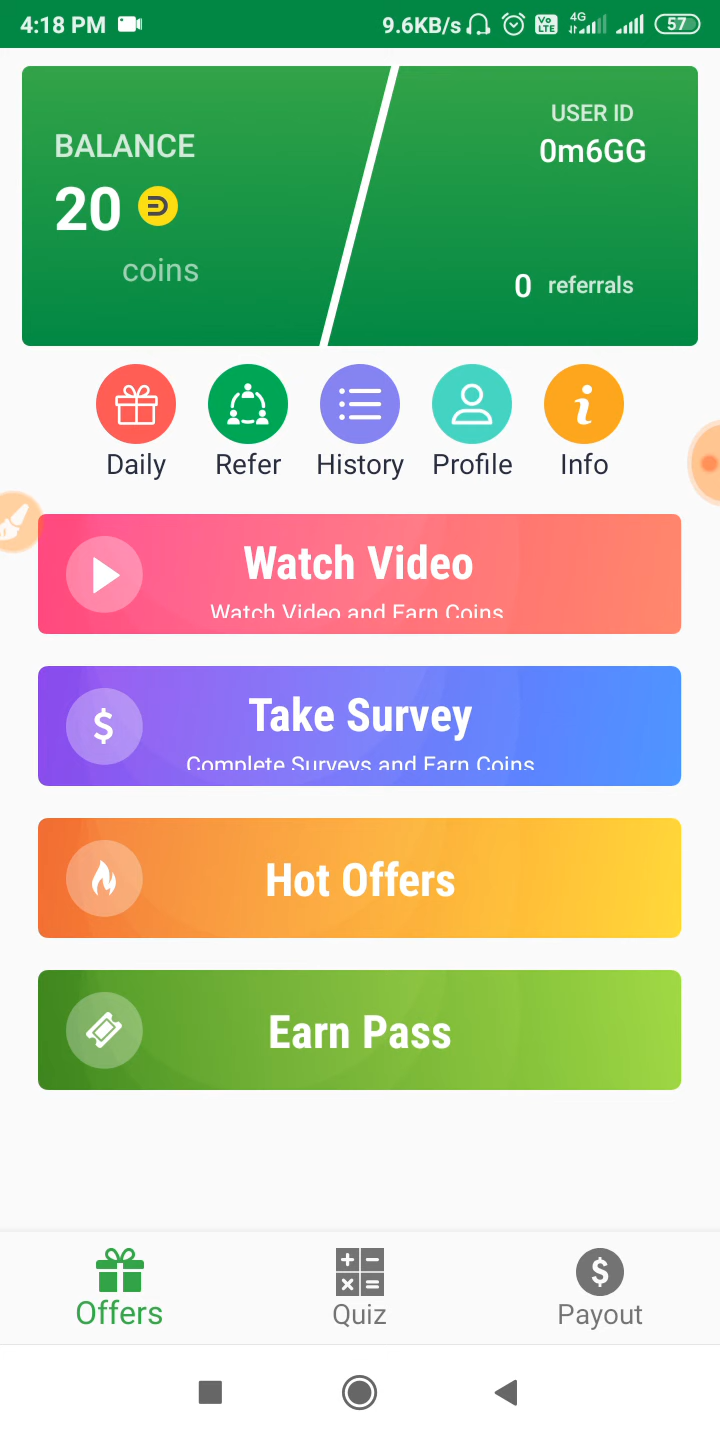 4:18 PM 9.6KB/s Vo LTE 4G 57
BALANCE
20
coins
USER ID
0m6GG
0 referrals
Daily Refer History Profile Info
Watch Video
Watch Video and Earn Coins
Take Survey
Complete Surveys and Earn Coins
Hot Offers
Earn Pass
Offers Quiz Payout